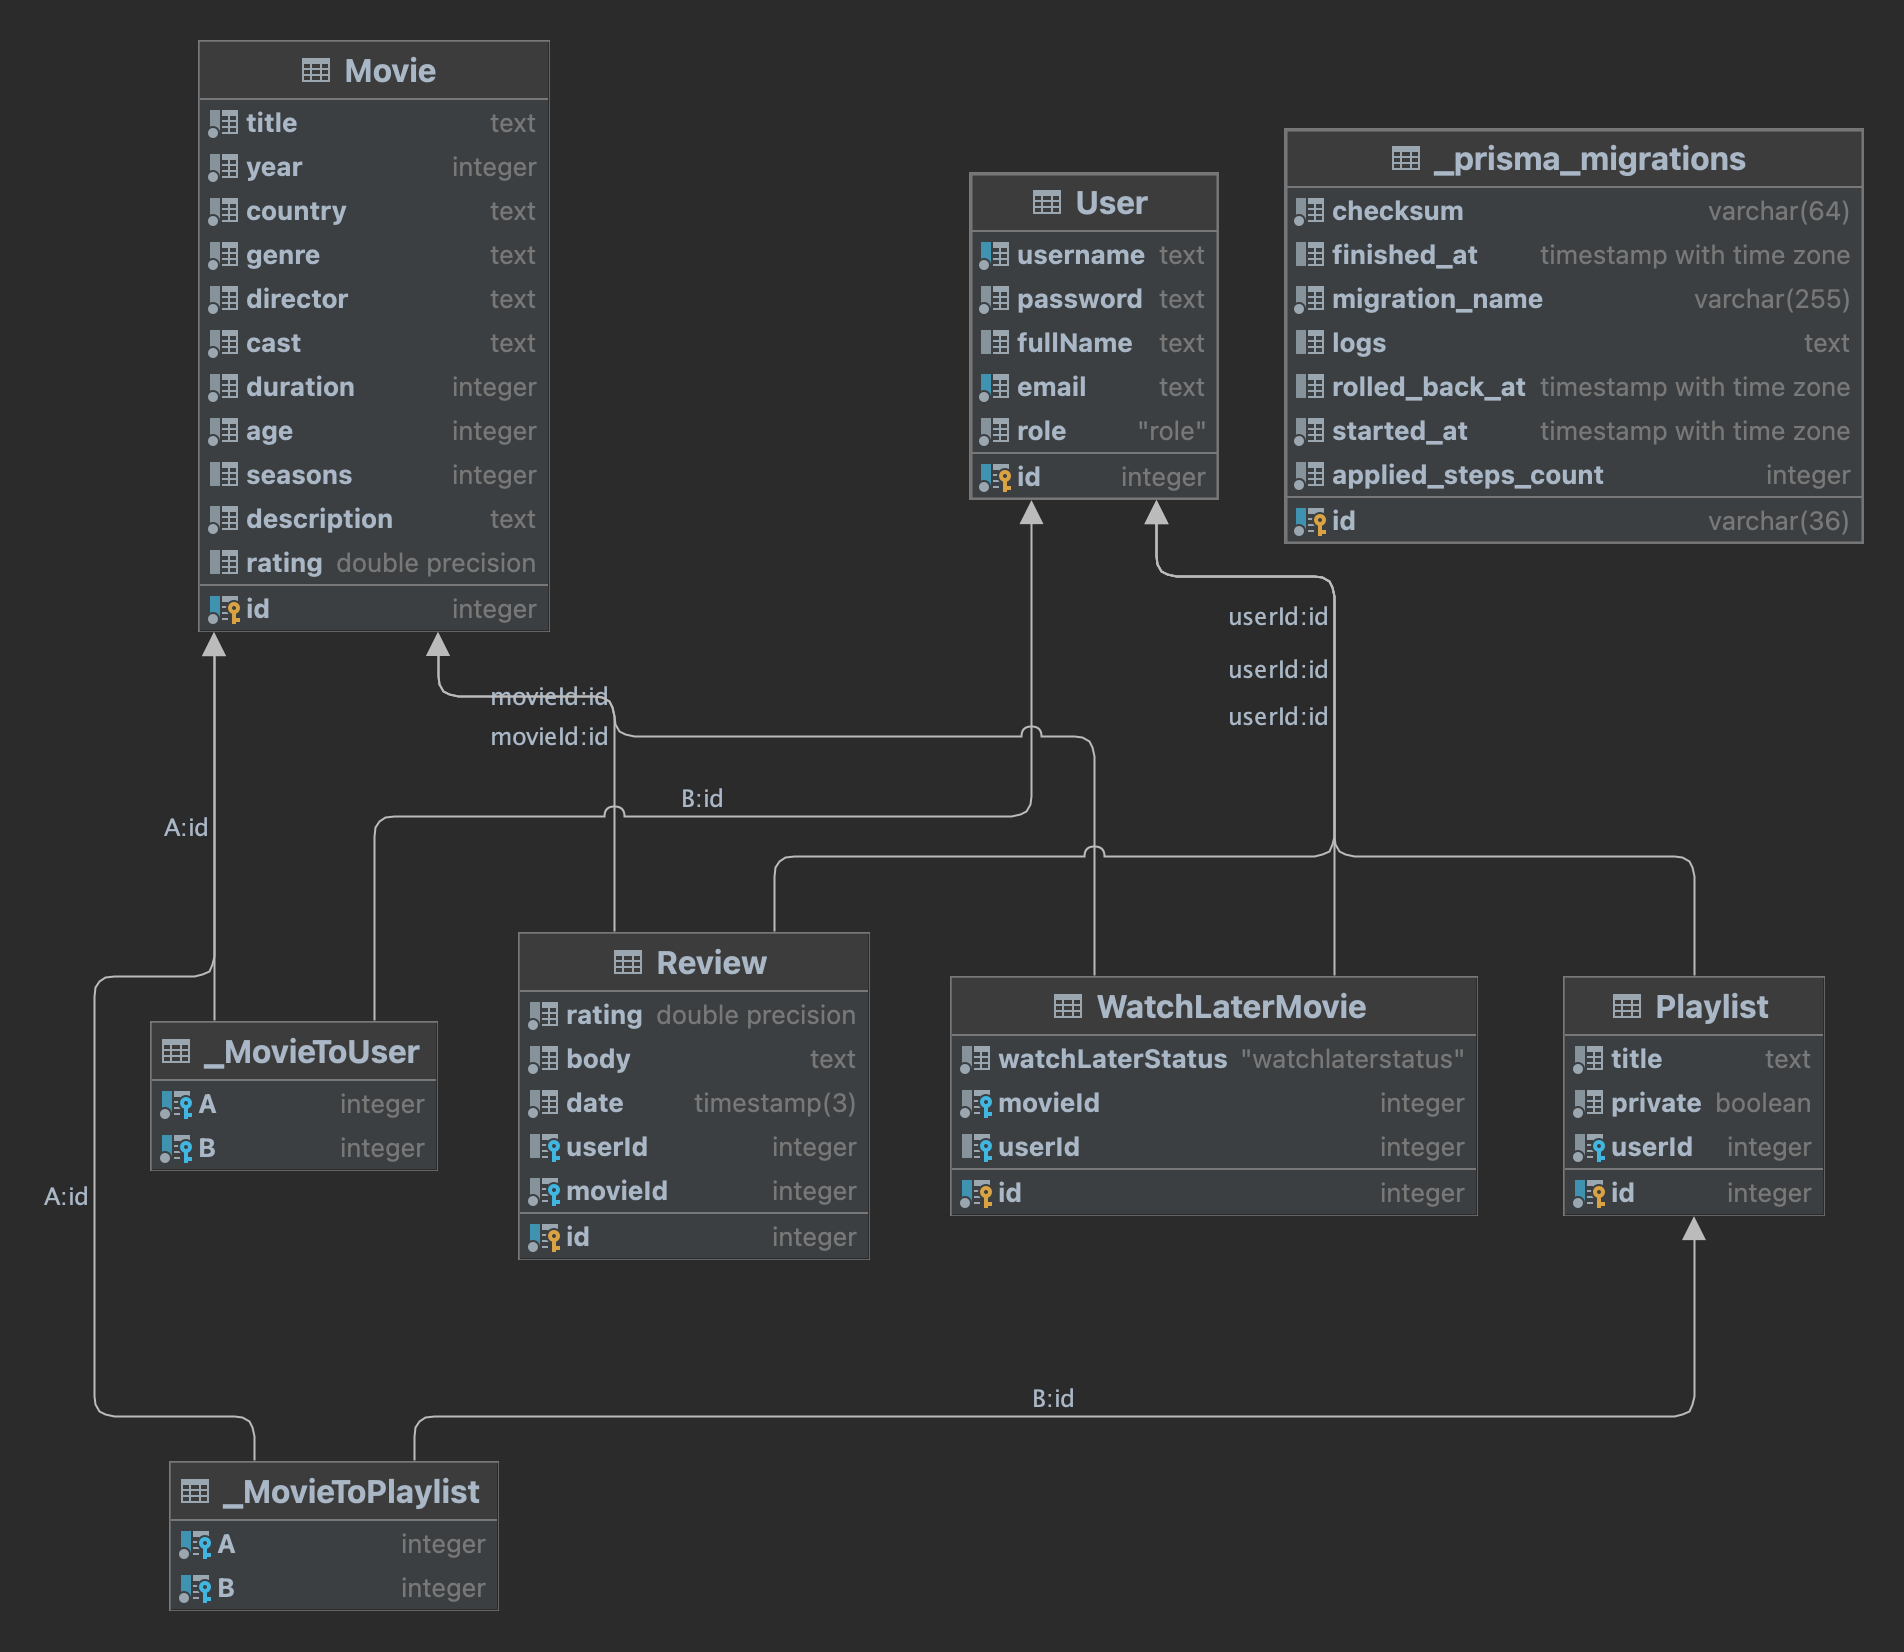 Movie
title text
year integer
country text
genre text
director text
cast text
duration integer
age integer
seasons integer
description text
rating double precision
id integer
User
username text
password text
fullName text
email text
role "role"
id integer
_prisma_migrations
checksum varchar(64)
finished_at timestamp with time zone
migration_name varchar(255)
logs text
rolled_back_at timestamp with time zone
started_at timestamp with time zone
applied_steps_count integer
id varchar(36)
userId:id
userId:id
userId:id
movieId:id
movieId:id
B:id
A:id
_MovieToUser
A integer
B integer
Review
rating double precision
body text
date timestamp(3)
userId integer
movieId integer
id integer
WatchLaterMovie
watchLaterStatus "watchlaterstatus"
movieId integer
userId integer
id integer
Playlist
title text
private boolean
userId integer
id integer
A:id
B:id
_MovieToPlaylist
A integer
B integer